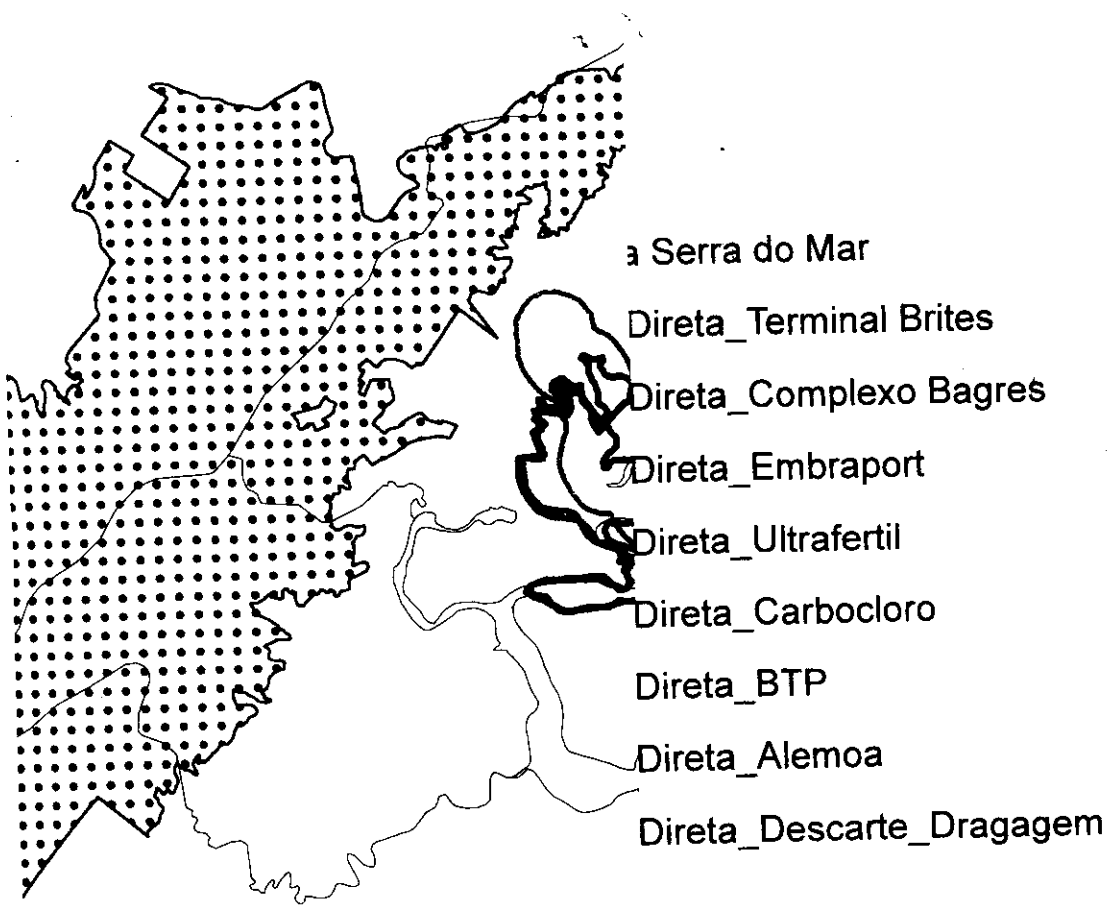 a Serra do Mar
Direta_Terminal Brites
Direta_Complexo Bagres
Direta_Embraport
Direta_Ultrafertil
Direta_Carbocloro
Direta_BTP
Direta_Alemoa
Direta_Descarte_Dragagem